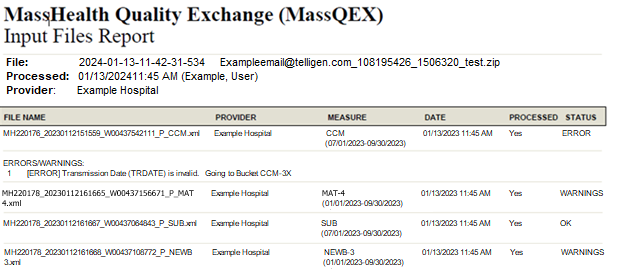 MassHealth Quality Exchange (MassQEX)
Input Files Report
File: 2024-01-13-11-42-31-534 Exampleemail@telligen.com_108195426_1506320_test.zip
Processed: 01/13/202411:45 AM (Example, User)
Provider: Example Hospital
FILE NAME PROVIDER MEASURE DATE PROCESSED STATUS
MH220176_20230112151559_W00437542111_P_CCM.xml Example Hospital CCM 01/13/2023 11:45 AM Yes ERROR
(07/01/2023-09/30/2023)
ERRORS/WARNINGS:
1 [ERROR] Transmission Date (TRDATE) is invalid. Going to Bucket CCM-3X
MH220178_20230112161665_W00437156671_P_MAT Example Hospital MAT-4 01/13/2023 11:45 AM Yes WARNINGS
4.xml (01/01/2023-09/30/2023)
MH220178_20230112161667_W00437064843_P_SUB.xml Example Hospital SUB 01/13/2023 11:45 AM Yes OK
(07/01/2023-09/30/2023)
MH220178_20230112161668_W00437108772_P_NEWB Example Hospital NEWB-3 01/13/2023 11:45 AM Yes WARNINGS
3.xml (01/01/2023-09/30/2023)